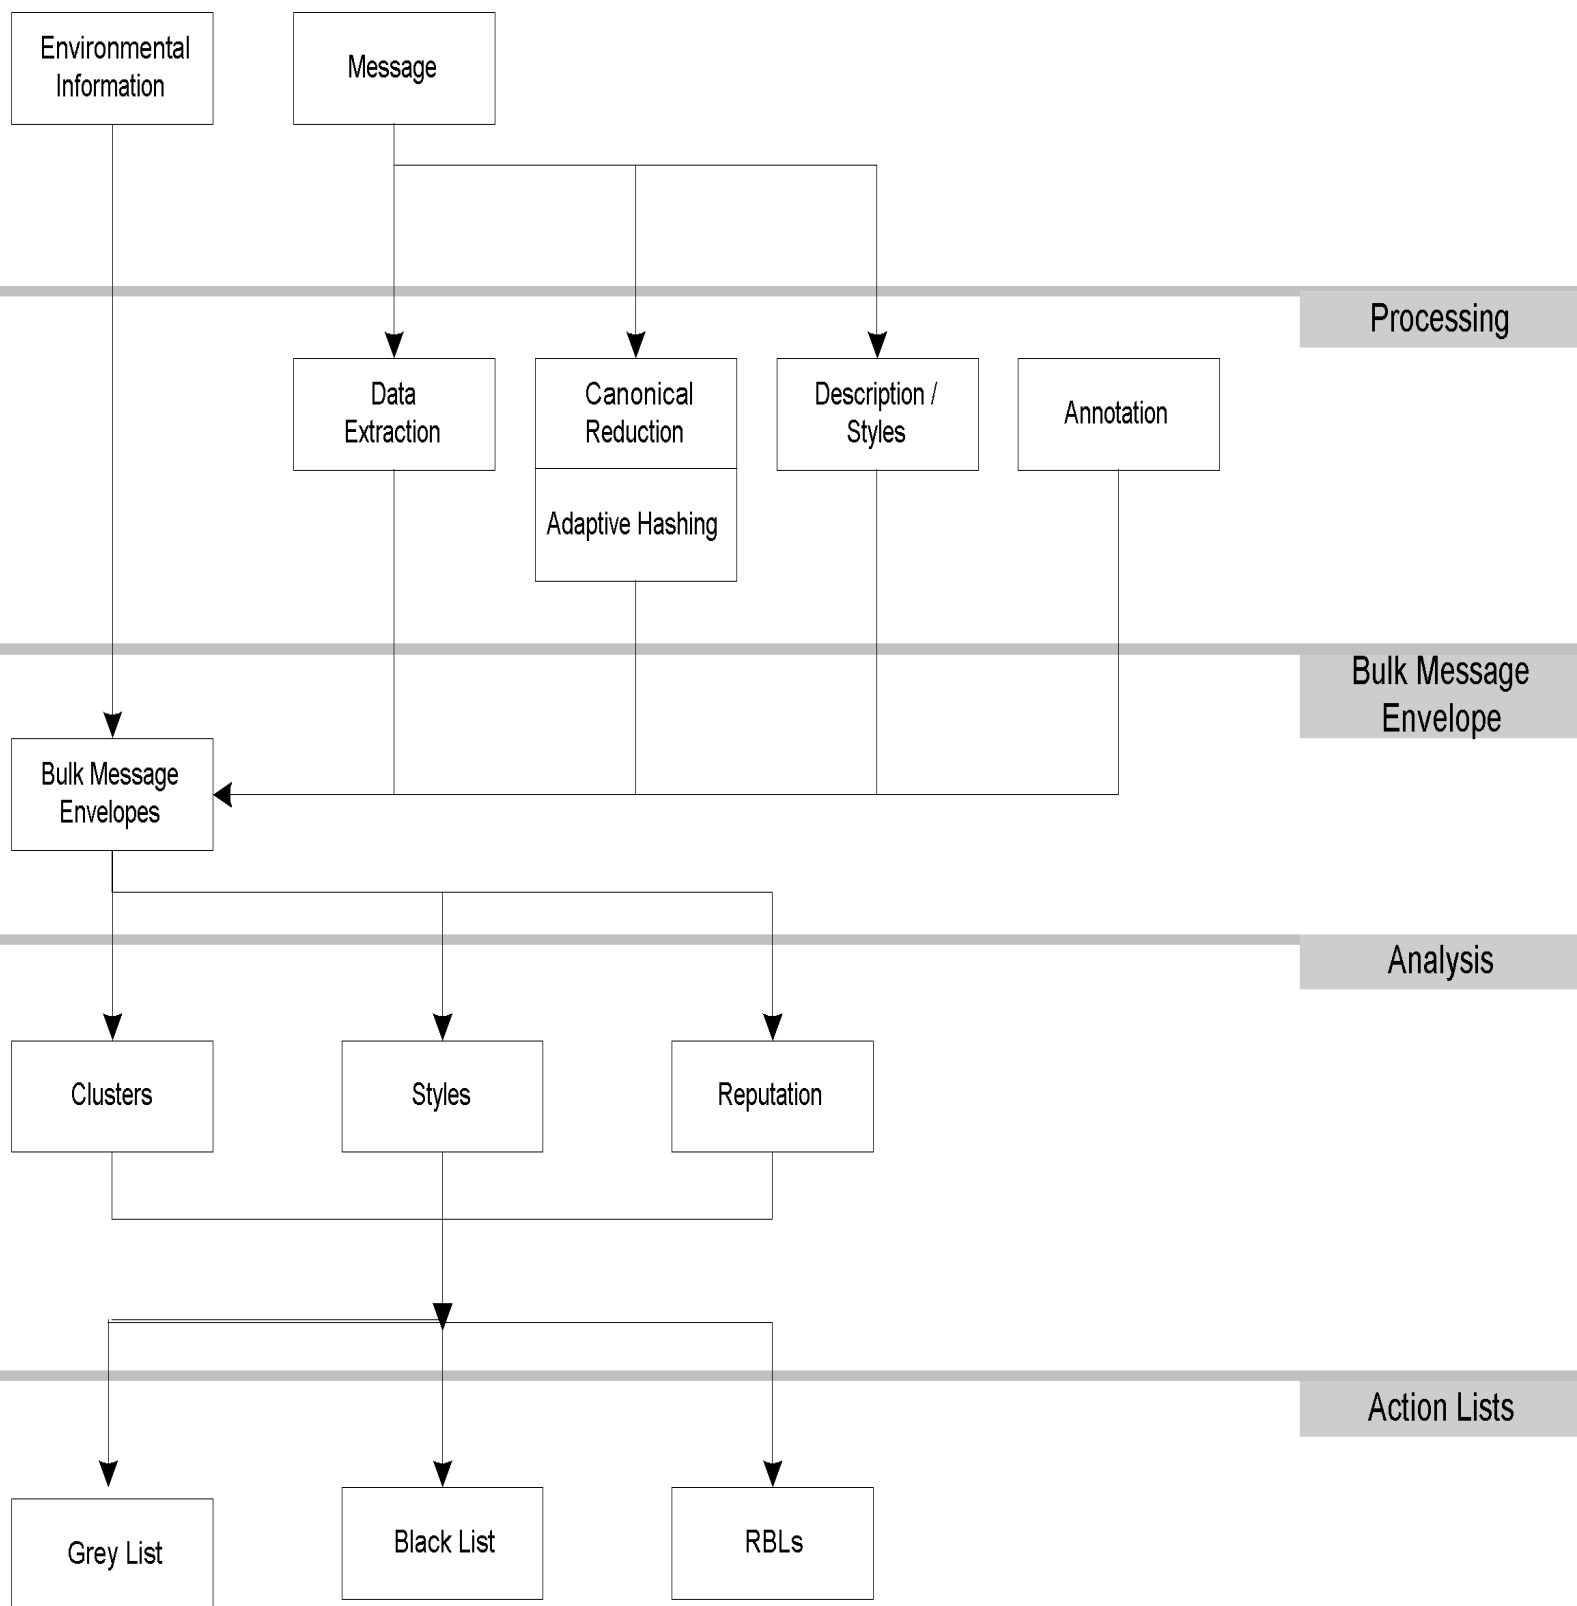 Environmental
Information
Message
Processing
Data
Extraction
Canonical
Reduction
Adaptive Hashing
Description /
Styles
Annotation
Bulk Message
Envelope
Bulk Message
Envelopes
Analysis
Clusters
Styles
Reputation
Action Lists
Grey List
Black List
RBLs